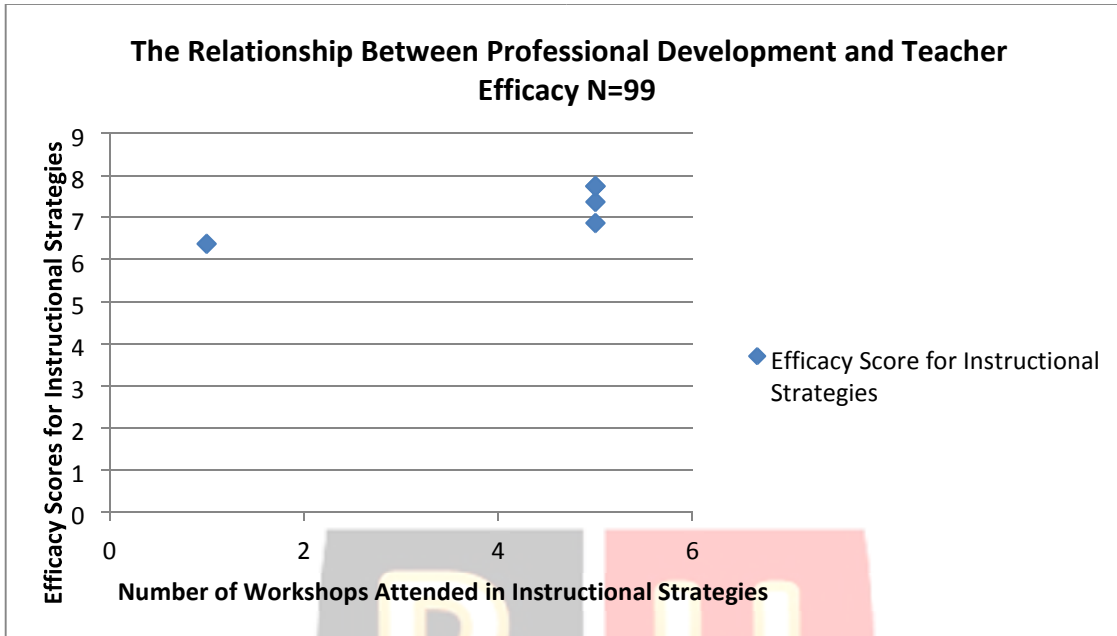 The Relationship Between Professional Development and Teacher
Efficacy N=99
Efficacy Scores for Instructional Strategies
9
8
7
6
5
4
3
2
1
0
0 2 4 6
Number of Workshops Attended in Instructional Strategies
Efficacy Score for Instructional
Strategies